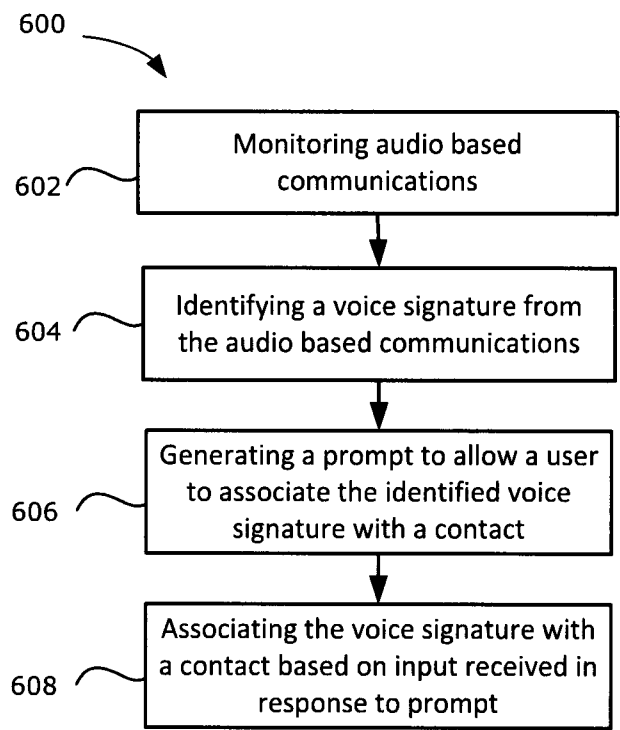 600
Monitoring audio based
communications
602
Identifying a voice signature from
the audio based communications
604
Generating a prompt to allow a user
to associate the identified voice
signature with a contact
606
Associating the voice signature with
a contact based on input received in
response to prompt
608